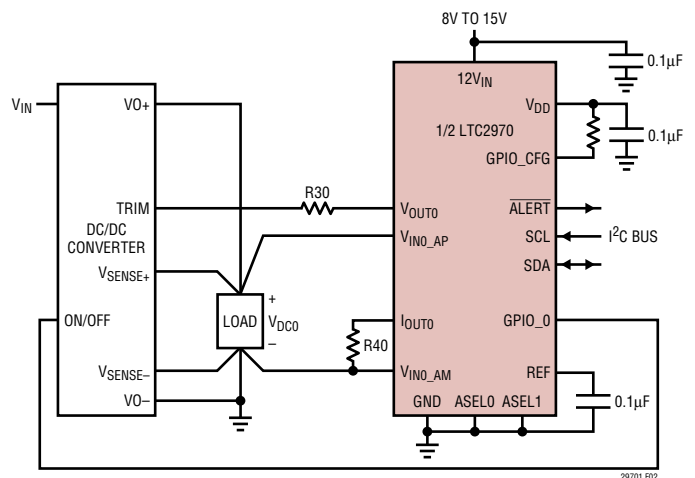 8V TO 15V
0.1µF
12VIN
VIN
VO+
VDD
1/2 LTC2970
0.1µF
GPIO_CFG
TRIM
R30
VOUT0
ALERT
DC/DC
CONVERTER
VIN0_AP
SCL
I2C BUS
VSENSE+
SDA
ON/OFF
LOAD
+
VDC0
–
IOUT0
GPIO_0
R40
VSENSE–
VIN0_AM
REF
VO–
GND
ASEL0
ASEL1
0.1µF
29701 F02